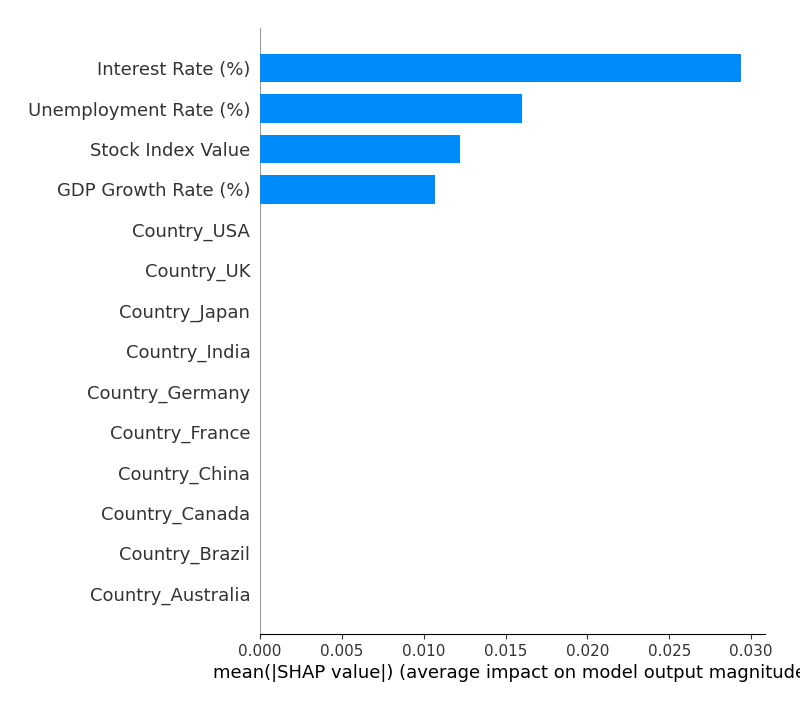 Interest Rate (%)
Unemployment Rate (%)
Stock Index Value
GDP Growth Rate (%)
Country_USA
Country_UK
Country_Japan
Country_India
Country_Germany
Country_France
Country_China
Country_Canada
Country_Brazil
Country_Australia
0.000 0.005 0.010 0.015 0.020 0.025 0.030
mean(|SHAP value|) (average impact on model output magnitude